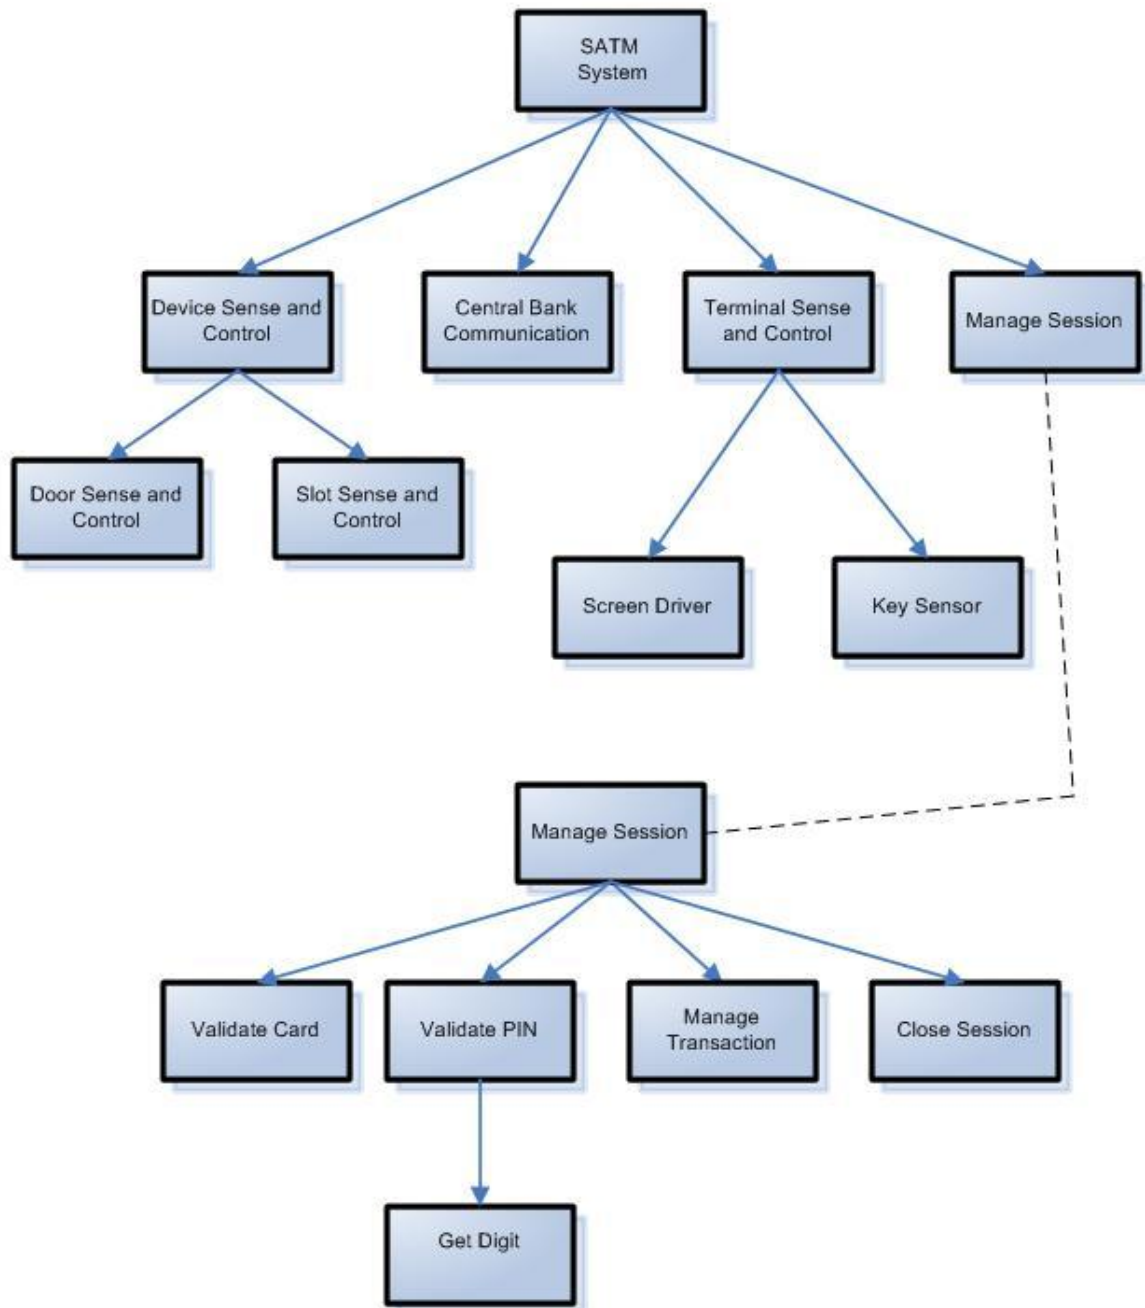 SATM
System
Device Sense and
Control
Central Bank
Communication
Terminal Sense
and Control
Manage Session
Door Sense and
Control
Slot Sense and
Control
Screen Driver
Key Sensor
Manage Session
Validate Card
Validate PIN
Manage
Transaction
Close Session
Get Digit